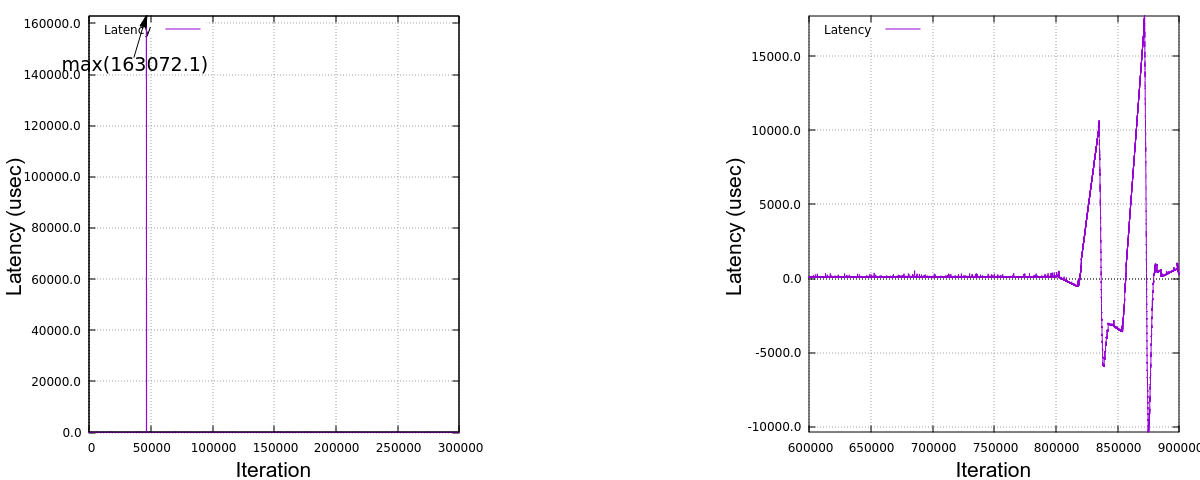 160000.0
Latency
max(163072.1)
140000.0
120000.0
100000.0
80000.0
60000.0
40000.0
20000.0
0.0
Latency (usec)
0 50000 100000 150000 200000 250000 300000
Iteration
Latency
15000.0
10000.0
5000.0
0.0
-5000.0
-10000.0
Latency (usec)
600000 650000 700000 750000 800000 850000 900000
Iteration